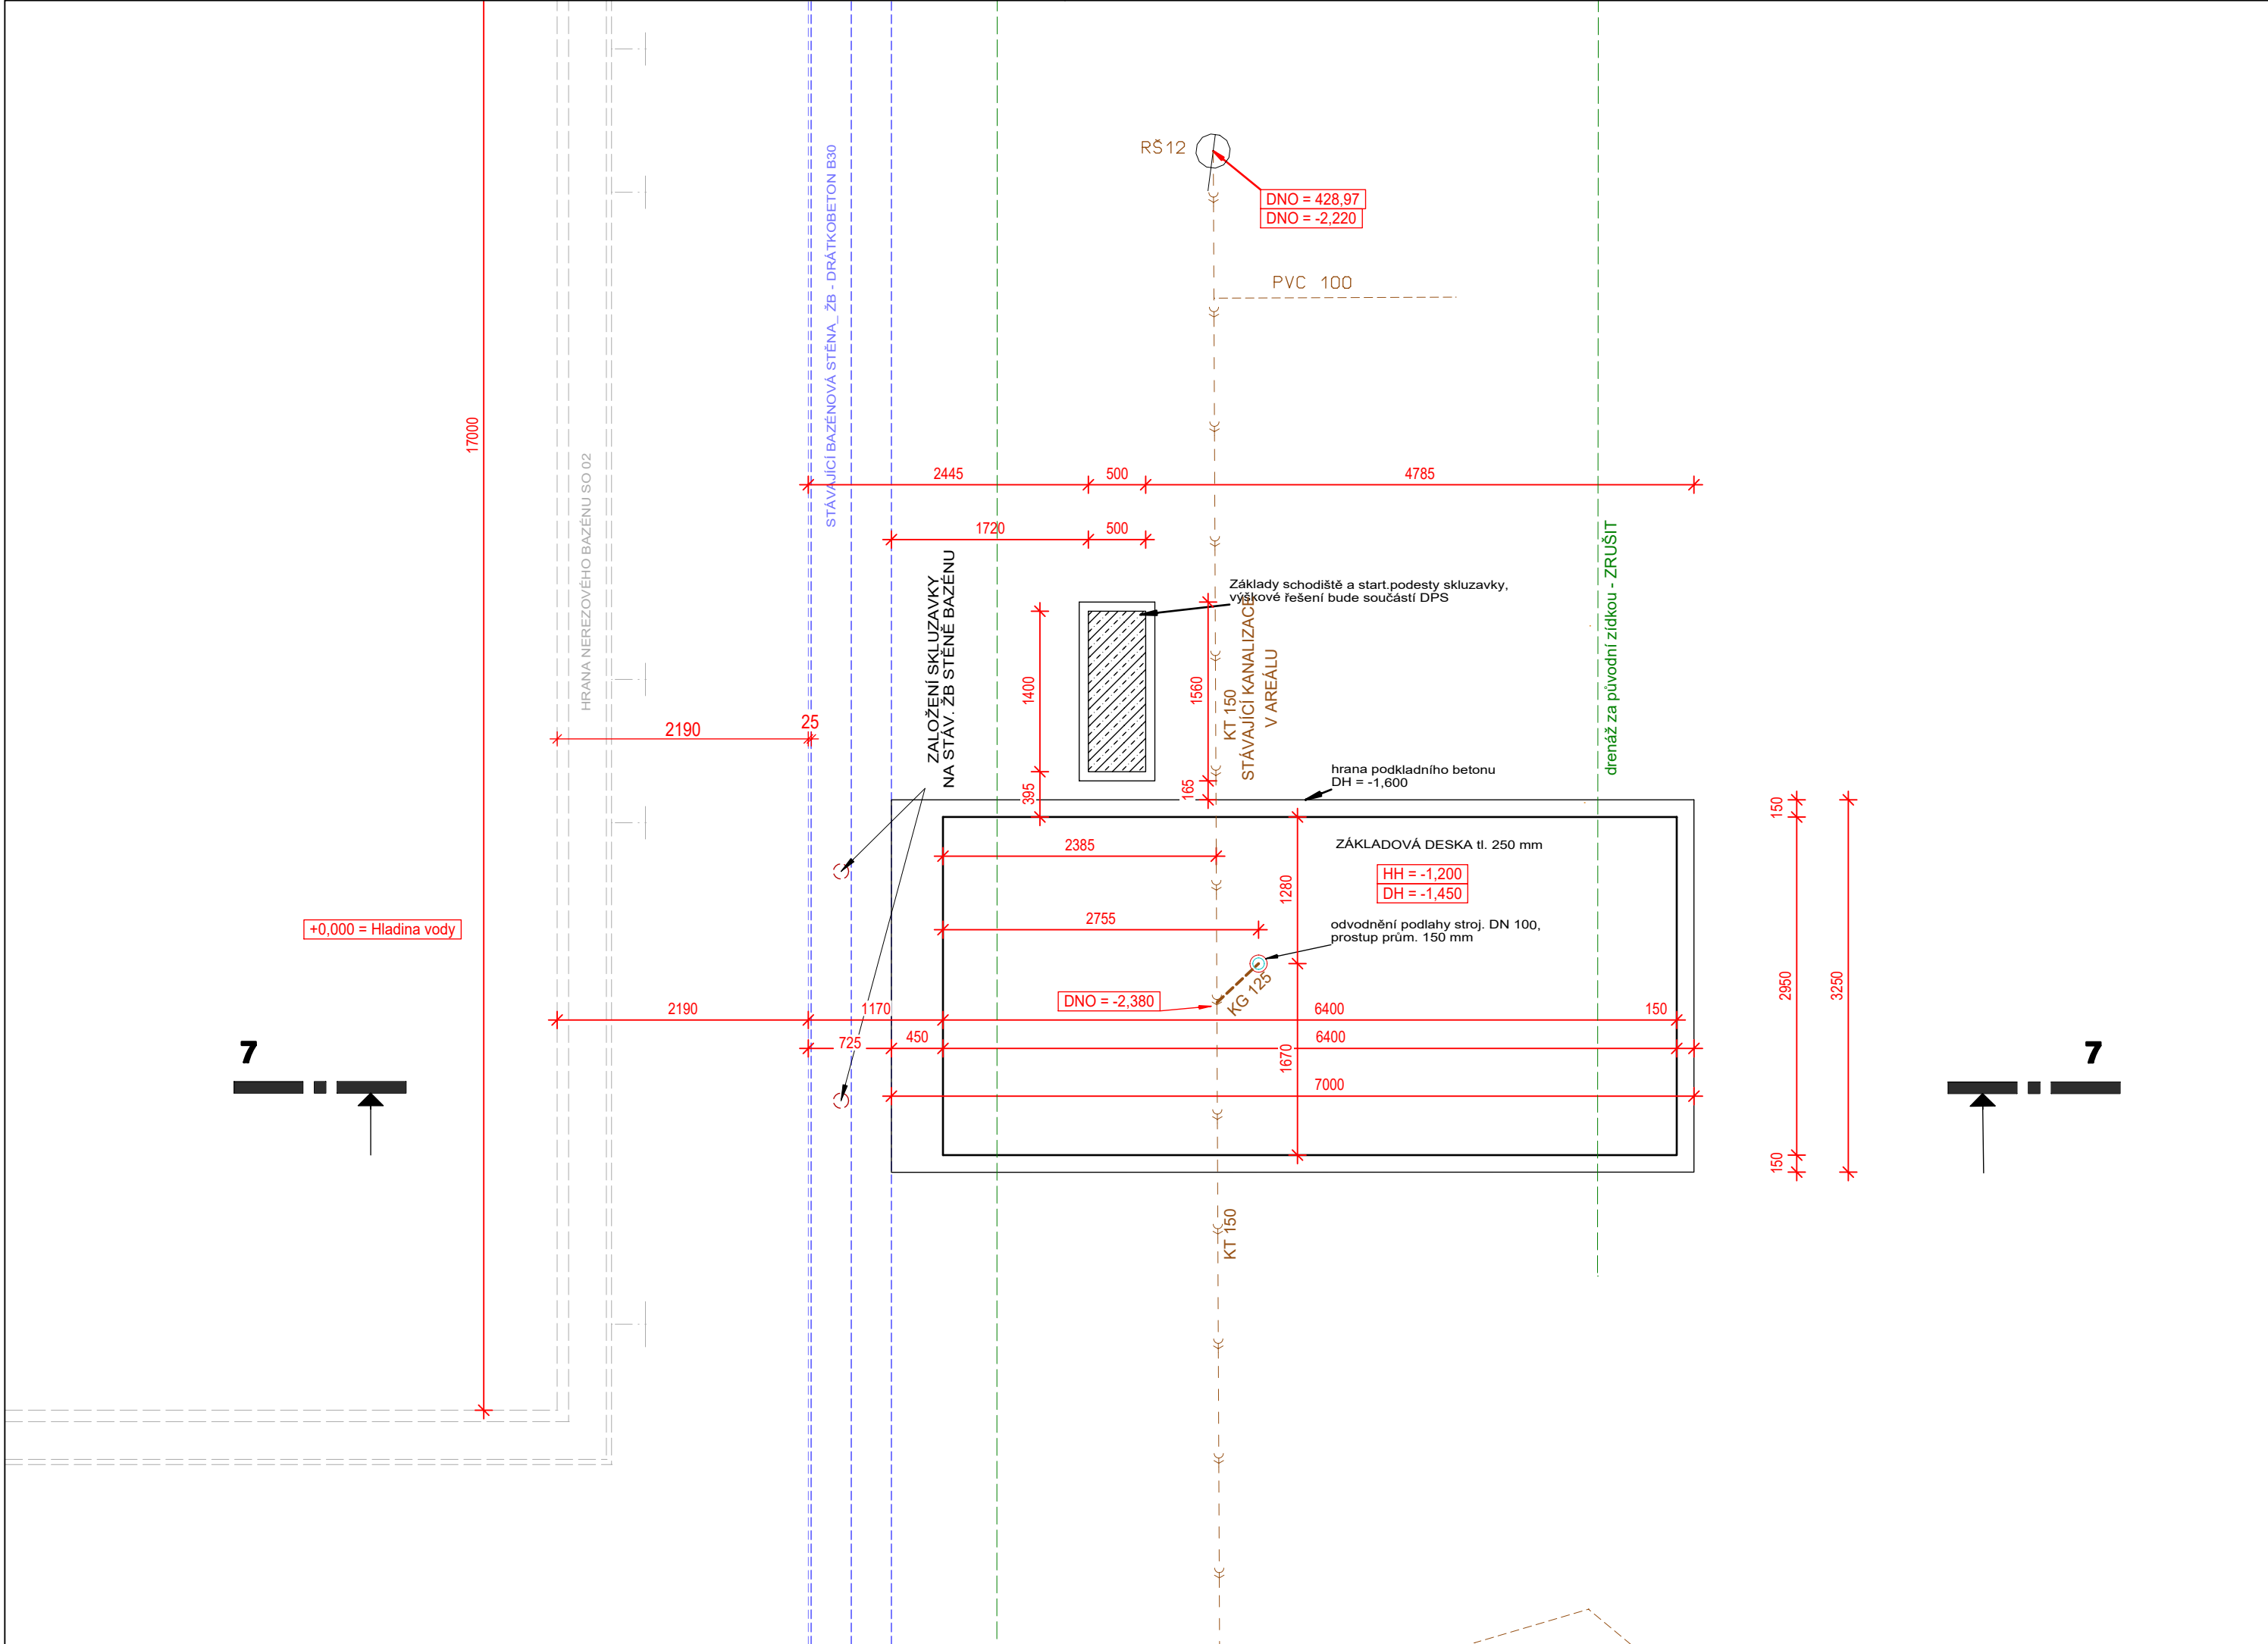 RŠ12
DNO = 428,97
DNO = -2,220
PVC 100
STÁVAJÍCÍ BAZÉNOVÁ STĚNA_ ŽB - DRÁTKOBETON B30
17000
HRANA NEREZOVÉHO BAZÉNU SO 02
2445
500
4785
1720
500
ZALOŽENÍ SKLUZAVKY
NA STÁV. ŽB STĚNĚ BAZÉNU
Základy schodiště a start.podesty skluzavky,
výškové řešení bude součástí DPS
drenáž za původní zídkou - ZRUŠIT
1400
1560
KT 150
STÁVAJÍCÍ KANALIZACE
V AREÁLU
2190
25
395
165
hrana podkladního betonu
DH = -1,600
150
2385
ZÁKLADOVÁ DESKA tl. 250 mm
HH = -1,200
DH = -1,450
1280
2755
odvodnění podlahy stroj. DN 100,
prostup prům. 150 mm
+0,000 = Hladina vody
KG 125
DNO = -2,380
2950
3250
2190
1170
6400
150
725
450
6400
1670
7
7
7000
150
KT 150